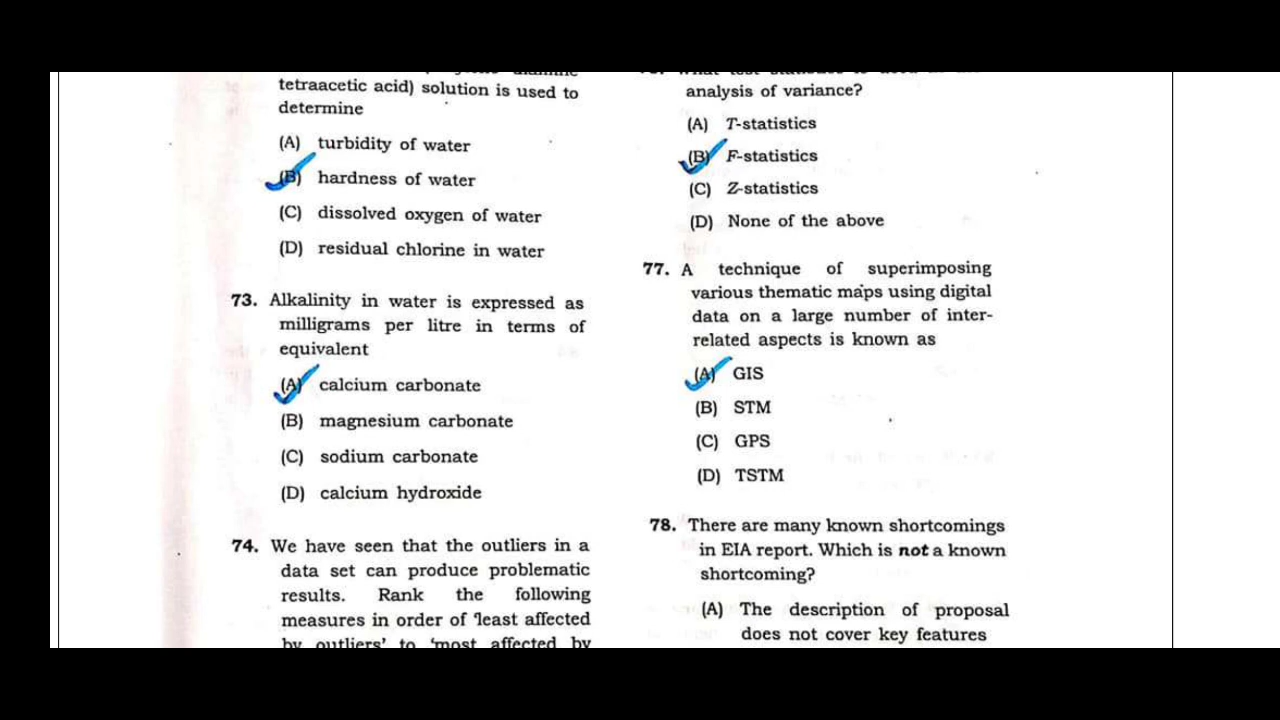 tetraacetic acid) solution is used to
determine
(A) turbidity of water
(B) hardness of water
(C) dissolved oxygen of water
(D) residual chlorine in water
73. Alkalinity in water is expressed as
milligrams per litre in terms of
equivalent
(A) calcium carbonate
(B) magnesium carbonate
(C) sodium carbonate
(D) calcium hydroxide
74. We have seen that the outliers in a
data set can produce problematic
results. Rank the following
measures in order of 'least affected
by outliers' to 'most affected by
analysis of variance?
(A) T-statistics
(B) F-statistics
(C) Z-statistics
(D) None of the above
77. A technique of superimposing
various thematic maps using digital
data on a large number of inter-
related aspects is known as
(A) GIS
(B) STM
(C) GPS
(D) TSTM
78. There are many known shortcomings
in EIA report. Which is not a known
shortcoming?
(A) The description of proposal
does not cover key features